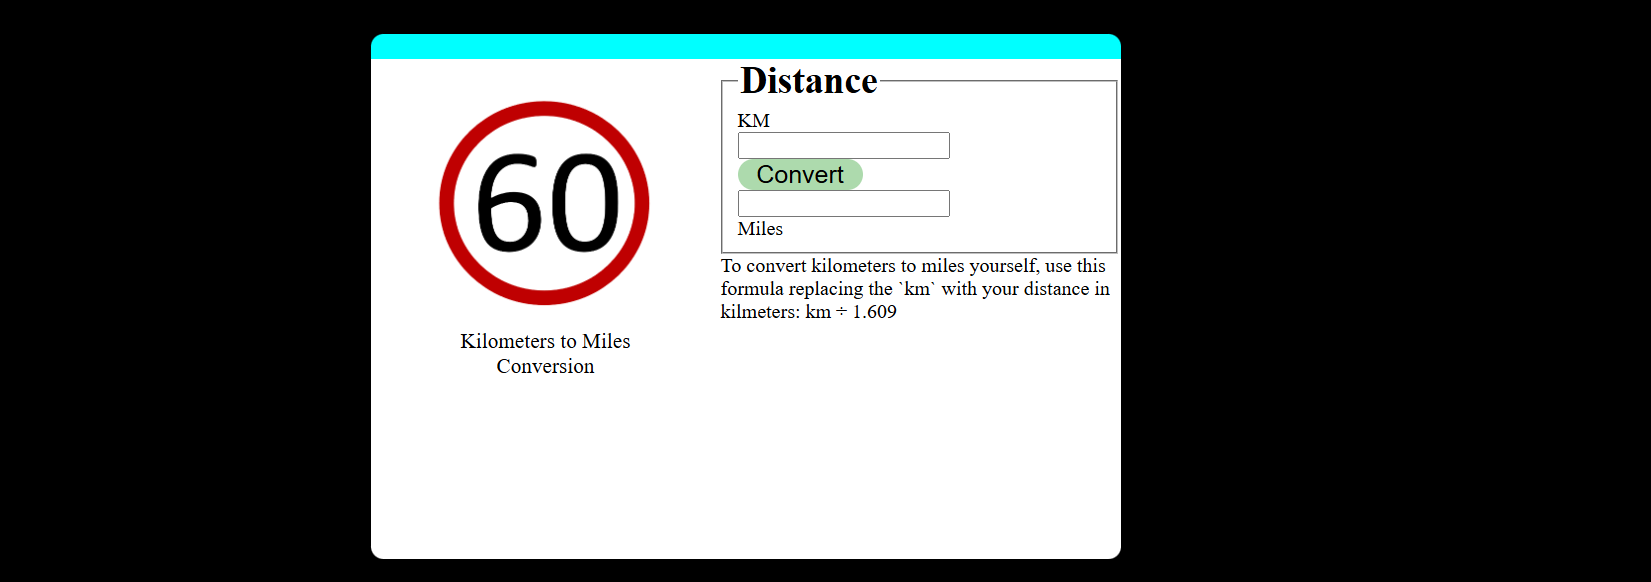 60
Kilometers to Miles
Conversion
Distance
KM
Convert
Miles
To convert kilometers to miles yourself, use this
formula replacing the `km` with your distance in
kilmeters: km ÷ 1.609